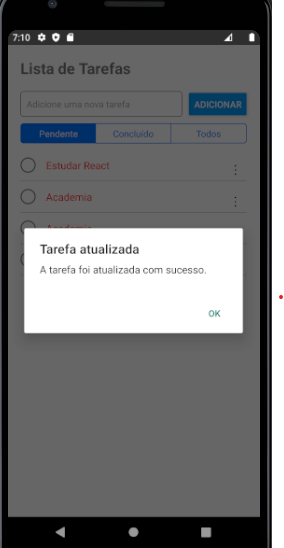 7:10
Lista de Tarefas
Adicione uma nova tarefa
ADICIONAR
Pendente Concluído Todos
Estudar React
Academia
Academia
Tarefa atualizada
A tarefa foi atualizada com sucesso.
OK